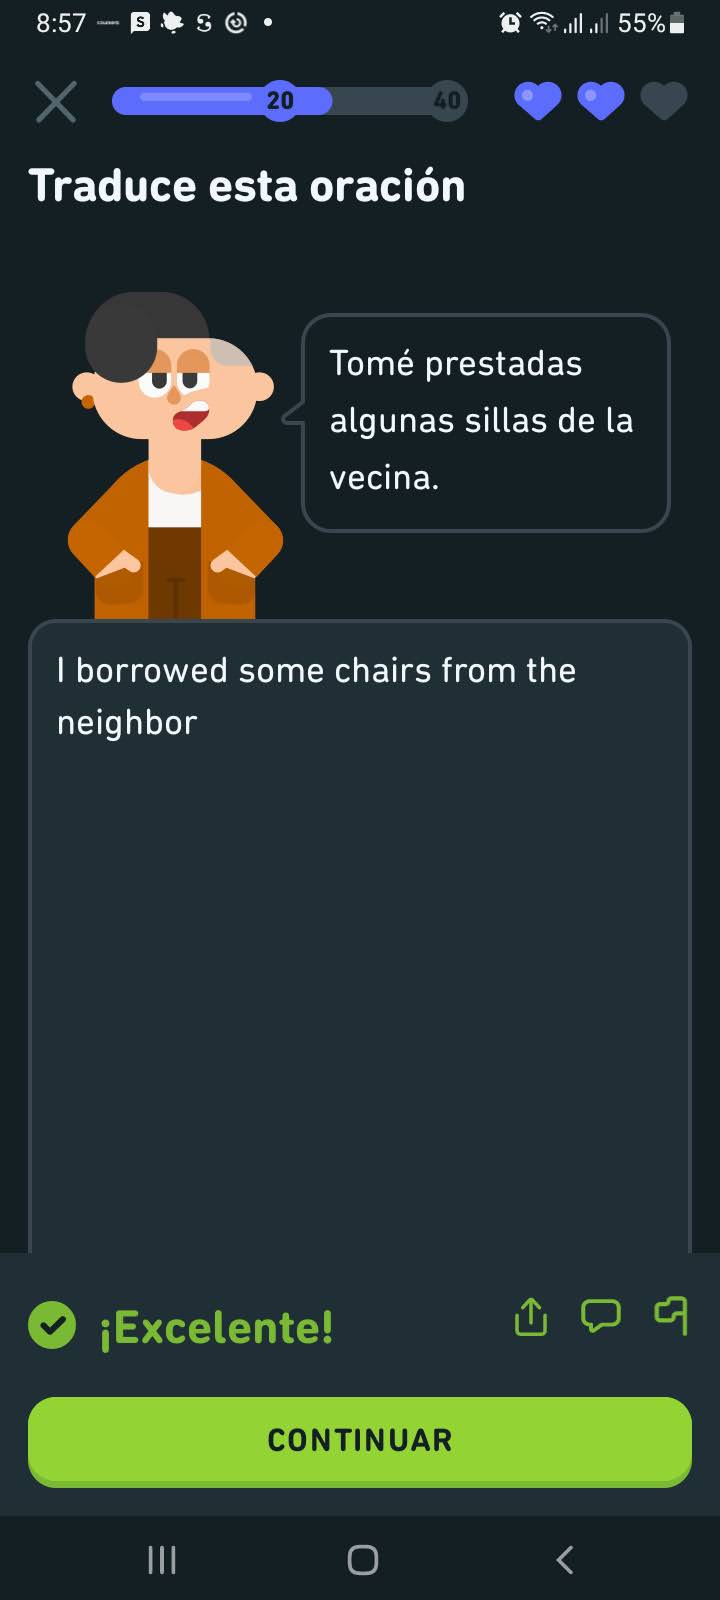 8:57
55%
20
40
Traduce esta oración
Tomé prestadas
algunas sillas de la
vecina.
I borrowed some chairs from the
neighbor
¡Excelente!
CONTINUAR